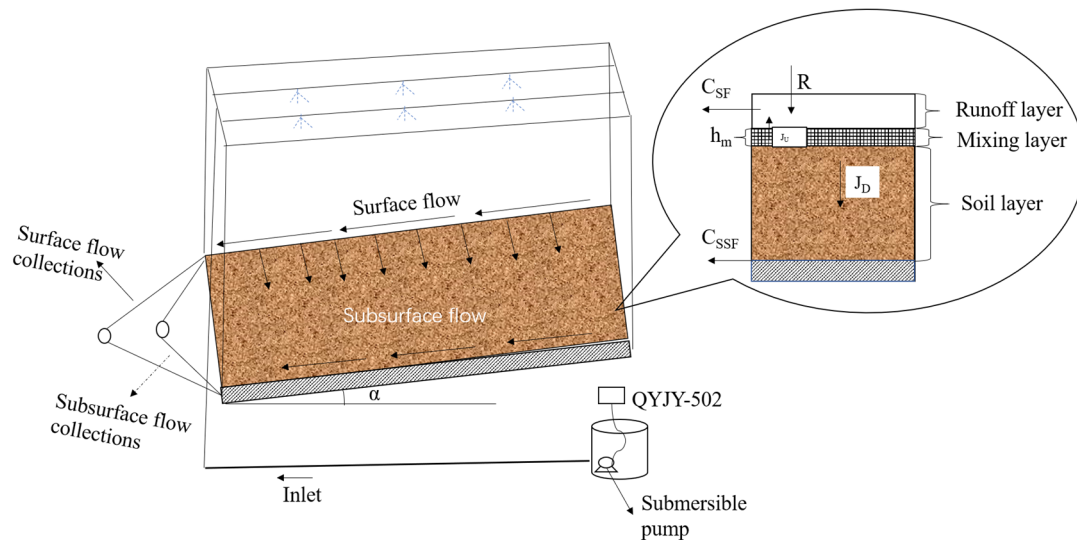 C_SF
R
Runoff layer
h_m
J_U
Mixing layer
J_D
Soil layer
C_SSF
Surface flow
Surface flow
collections
Subsurface flow
α
Subsurface flow
collections
QYJY-502
Inlet
Submersible
pump